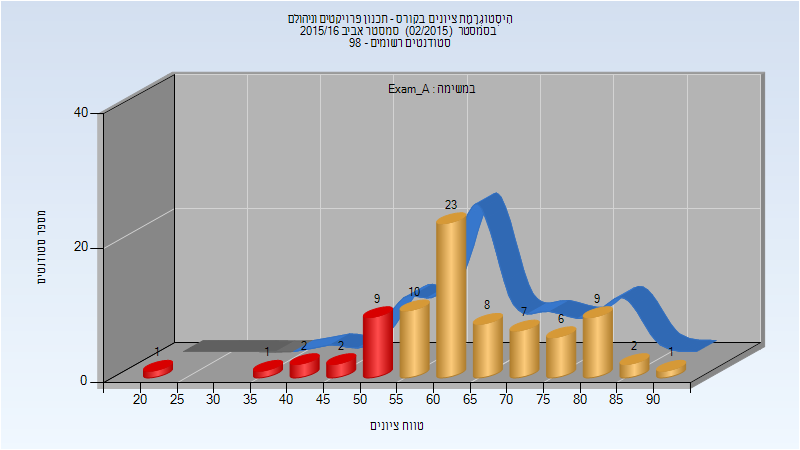 היסטוגרמת ציונים בקורס - תכנון פרויקטים וניהולם
בסמסטר (02/2015) סמסטר אביב 2015/16
סטודנטים רשומים - 98
במשימה : Exam_A
40
20
0
מספר סטודנטים
1
1
2
2
9
10
23
8
7
6
9
2
1
20 25 30 35 40 45 50 55 60 65 70 75 80 85 90
טווח ציונים